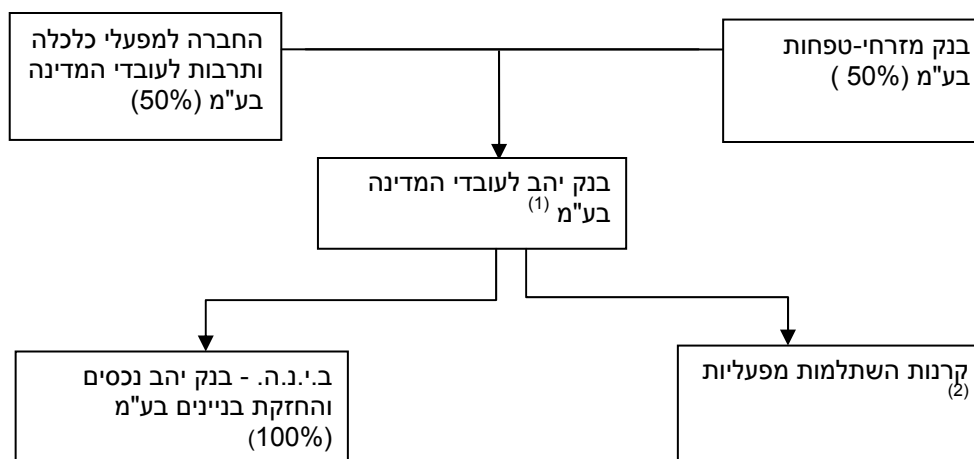 בנק מזרחי-טפחות
בע"מ (50% )
החברה למפעלי כלכלה
ותרבות לעובדי המדינה
בע"מ (50%)
בנק יהב לעובדי המדינה
בע"מ (1)
קרנות השתלמות מפעליות
(2)
ב.י.נ.ה. - בנק יהב נכסים
והחזקת בניינים בע"מ
(100%)